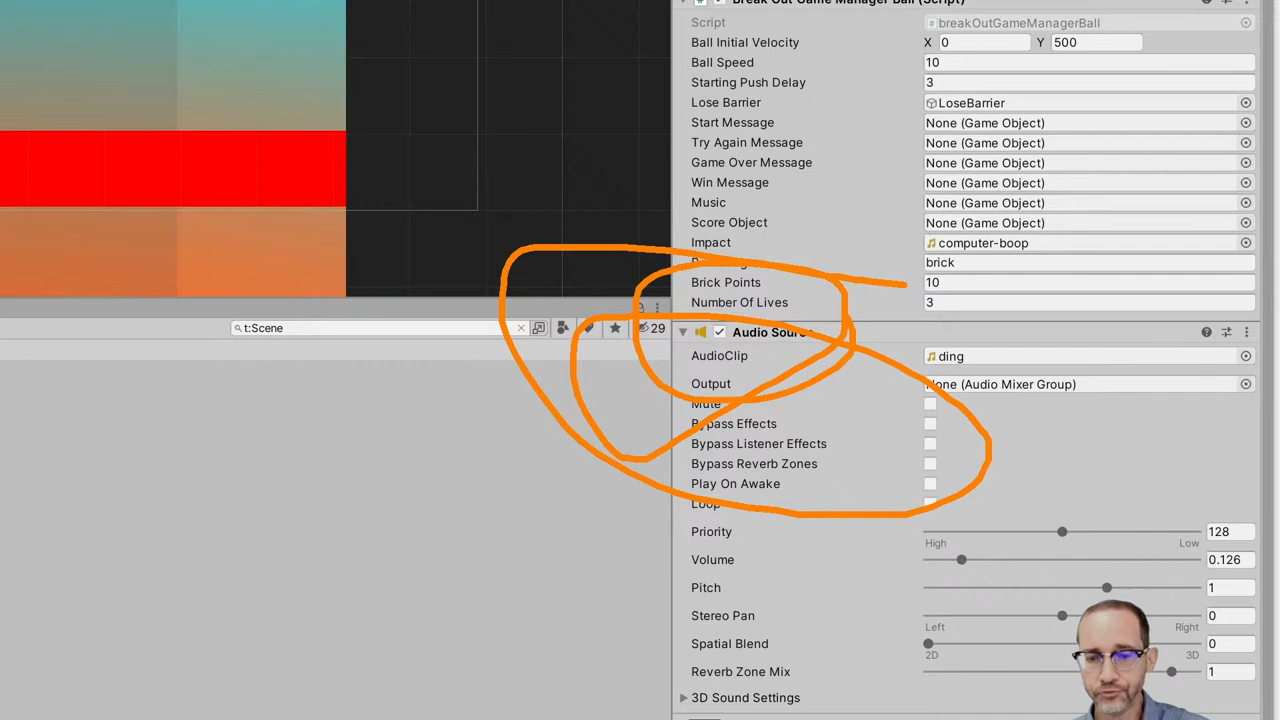 Break Out Game Manager Ball (Script)
Script breakOutGameManagerBall
Ball Initial Velocity X 0 Y 500
Ball Speed 10
Starting Push Delay 3
Lose Barrier LoseBarrier
Start Message None (Game Object)
Try Again Message None (Game Object)
Game Over Message None (Game Object)
Win Message None (Game Object)
Music None (Game Object)
Score Object None (Game Object)
Impact computer-boop
brick
Brick Points 10
Number Of Lives 3
t:Scene 29
Audio Source
AudioClip ding
Output None (Audio Mixer Group)
Mute
Bypass Effects
Bypass Listener Effects
Bypass Reverb Zones
Play On Awake
Loop
Priority 128
High Low
Volume 0.126
Pitch 1
Stereo Pan 0
Left Right
Spatial Blend 0
2D 3D
Reverb Zone Mix 1
3D Sound Settings